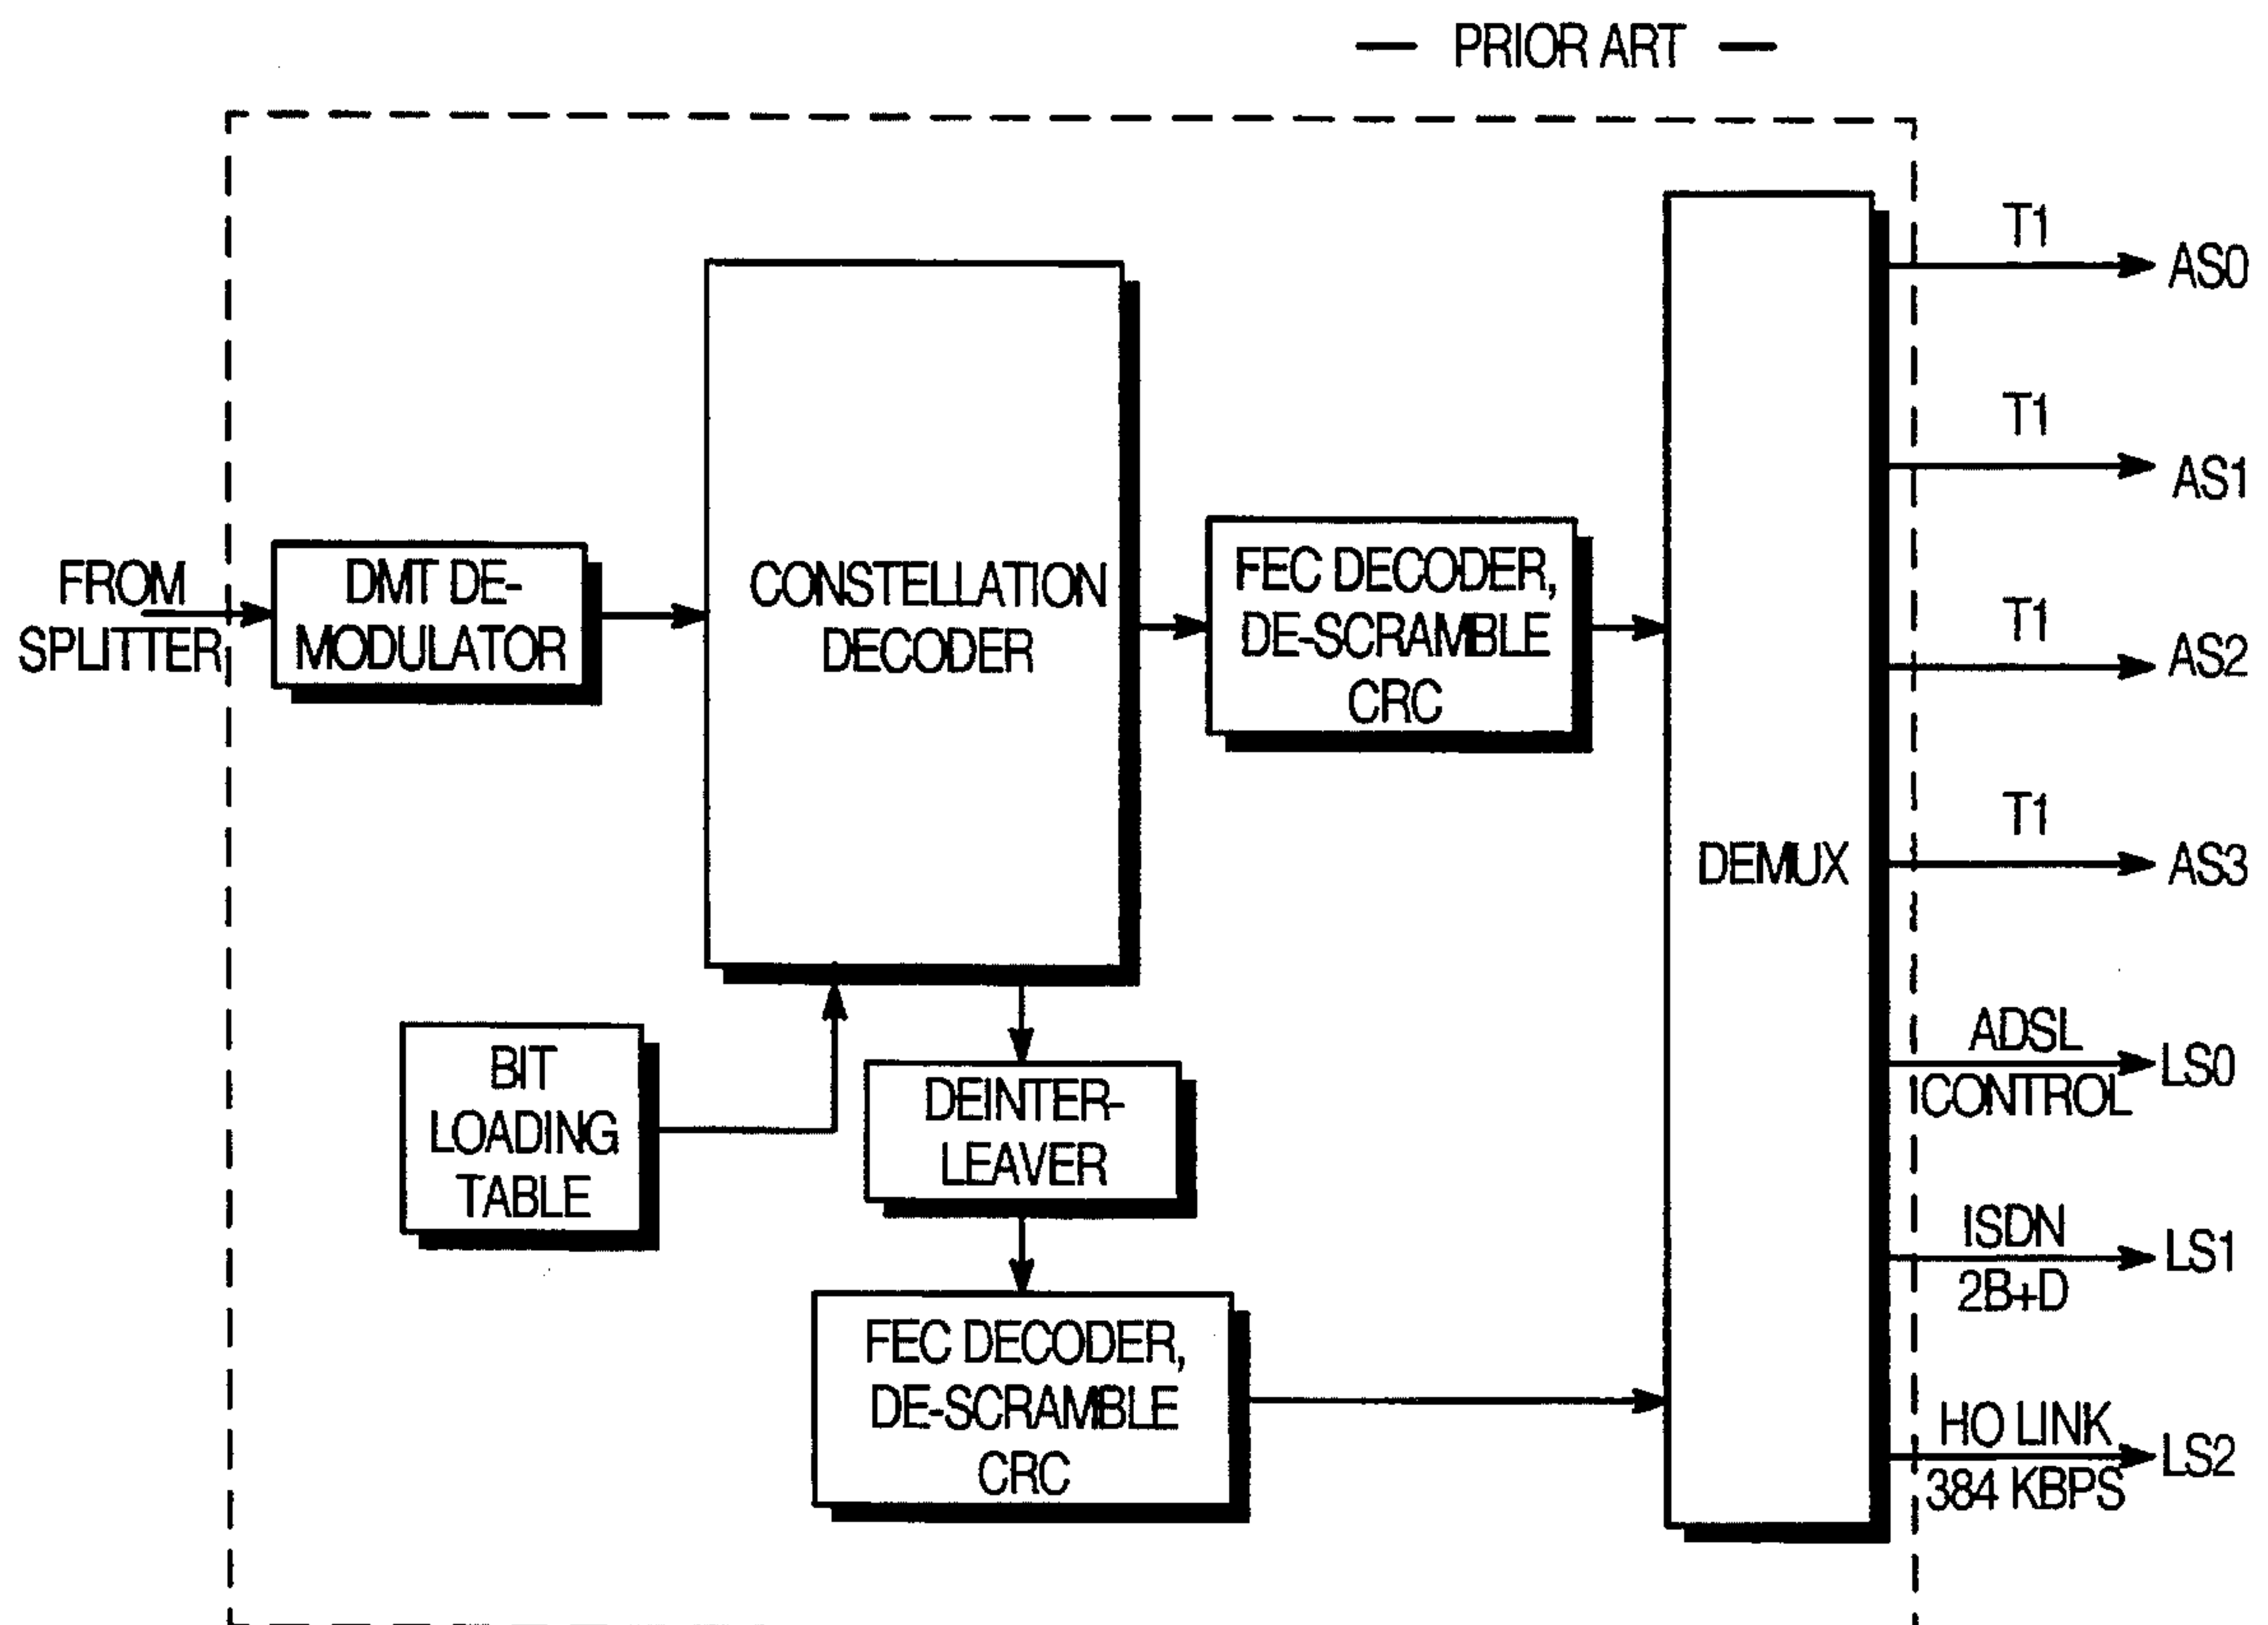 — PRIOR ART —
FROM
SPLITTER
DMT DE-
MODULATOR
CONSTELLATION
DECODER
FEC DECODER,
DE-SCRAMBLE
CRC
BIT
LOADING
TABLE
DEINTER-
LEAVER
FEC DECODER,
DE-SCRAMBLE
CRC
DEMUX
T1
AS0
T1
AS1
T1
AS2
T1
AS3
ADSL
CONTROL
LS0
ISDN
2B+D
LS1
HO LINK
384 KBPS
LS2